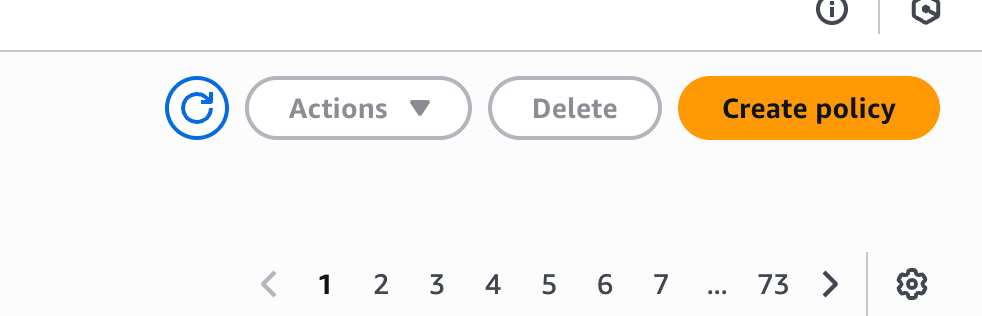 Actions Delete Create policy
1 2 3 4 5 6 7 ... 73